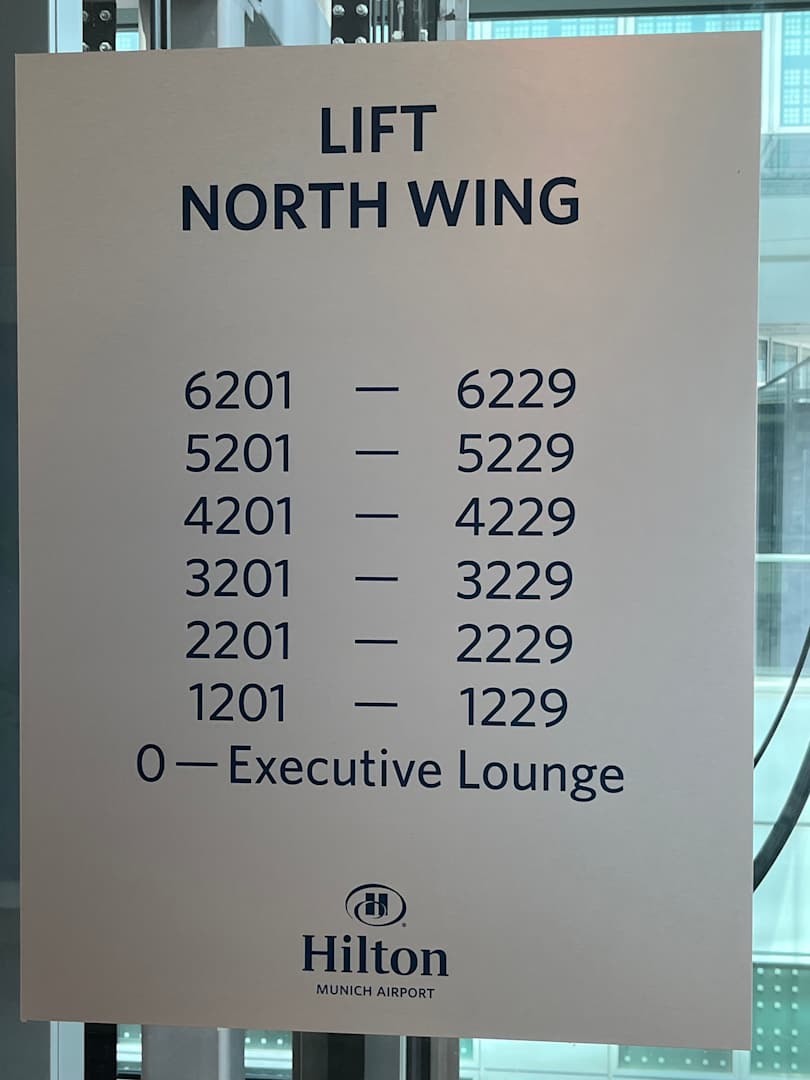 LIFT
NORTH WING
6201 — 6229
5201 — 5229
4201 — 4229
3201 — 3229
2201 — 2229
1201 — 1229
0 — Executive Lounge
H
Hilton
MUNICH AIRPORT